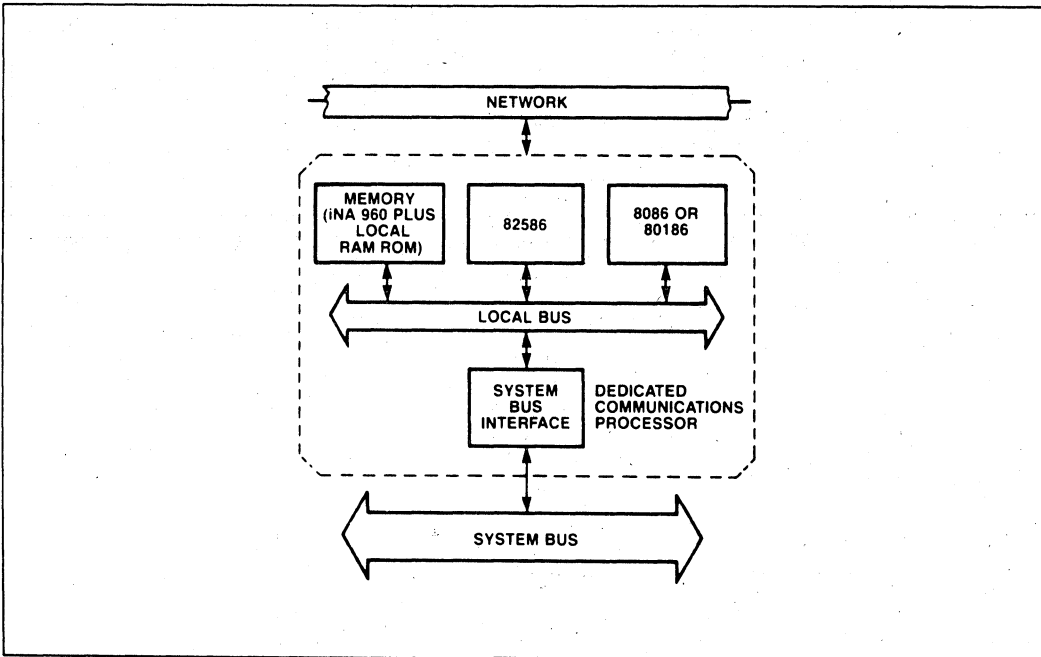 NETWORK
MEMORY
(iNA 960 PLUS
LOCAL
RAM ROM)
82586
8086 OR
80186
LOCAL BUS
SYSTEM
BUS
INTERFACE
DEDICATED
COMMUNICATIONS
PROCESSOR
SYSTEM BUS